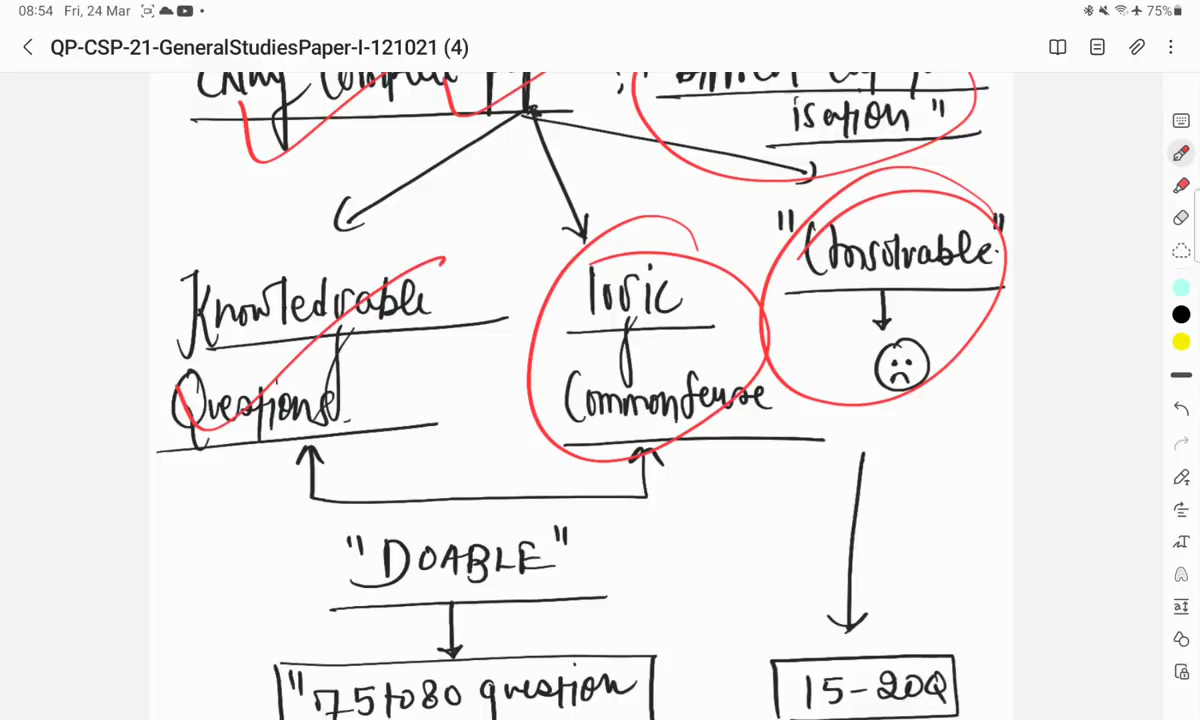 08:54 Fri, 24 Mar
75%
QP-CSP-21-GeneralStudiesPaper-I-121021 (4)
isation"
"Unsolvable"
Knowledgable
Questions.
logic
Commonsense
"DOABLE"
"75 to 80 question
15-20Q